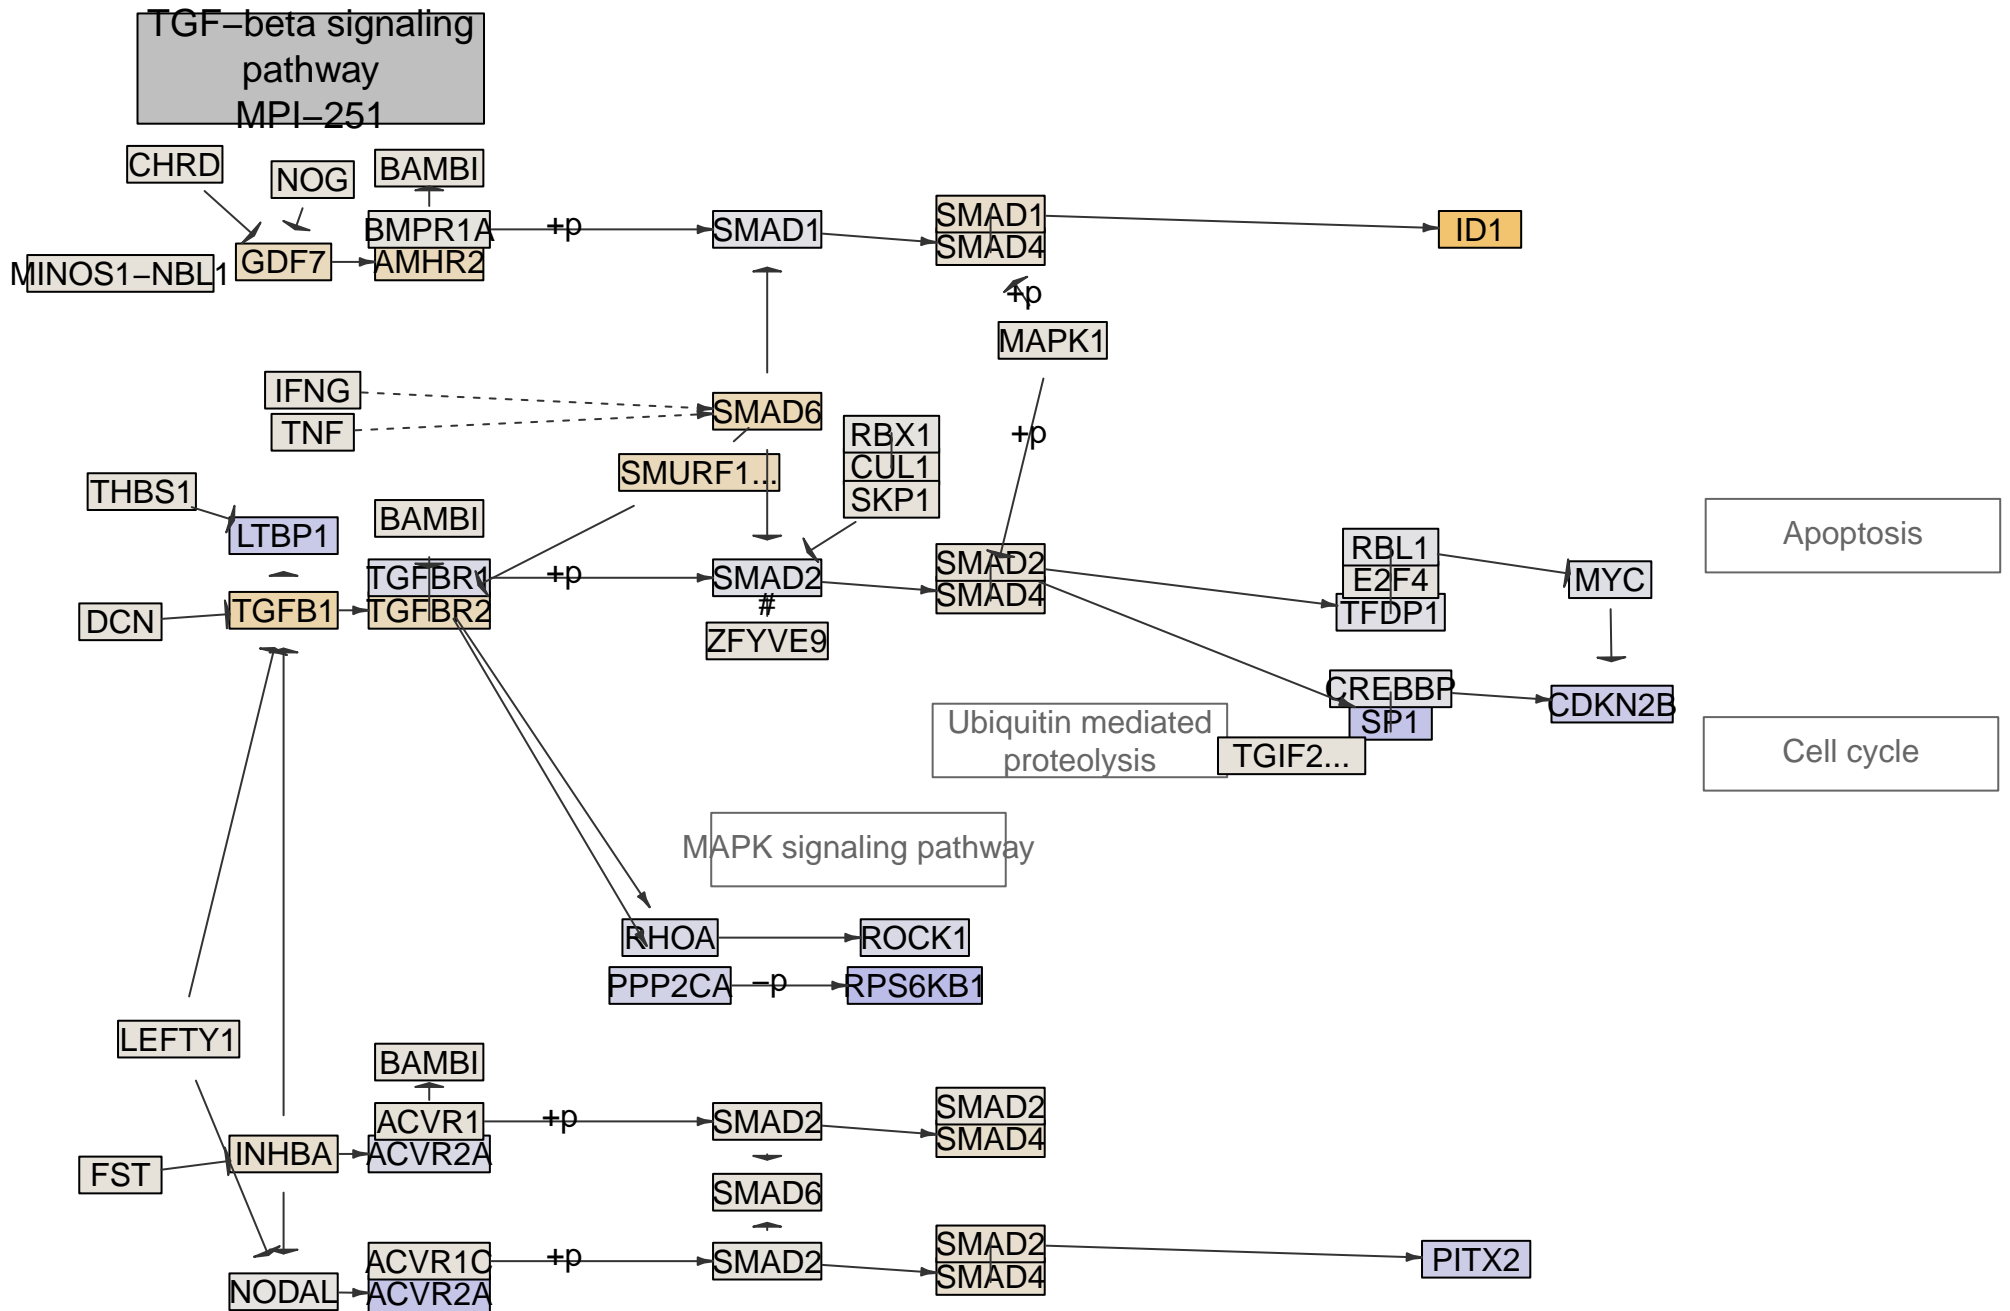 TGF−beta signaling
pathway
MPI−251
CHRD
NOG
BAMBI
BMPR1A
+p
SMAD1
SMAD1
SMAD4
ID1
MINOS1−NBL1
GDF7
AMHR2
+p
MAPK1
IFNG
TNF
SMAD6
+p
RBX1
CUL1
SKP1
SMURF1...
THBS1
LTBP1
BAMBI
Apoptosis
TGFBR1
+p
SMAD2
#
ZFYVE9
SMAD2
SMAD4
RBL1
E2F4
TFDP1
MYC
DCN
TGFB1
TGFBR2
CREBBP
SP1
TGIF2...
CDKN2B
Ubiquitin mediated
proteolysis
Cell cycle
MAPK signaling pathway
RHOA
ROCK1
PPP2CA
−p
RPS6KB1
LEFTY1
BAMBI
ACVR1
+p
SMAD2
SMAD2
SMAD4
FST
INHBA
ACVR2A
SMAD6
ACVR1C
+p
SMAD2
SMAD2
SMAD4
PITX2
NODAL
ACVR2A